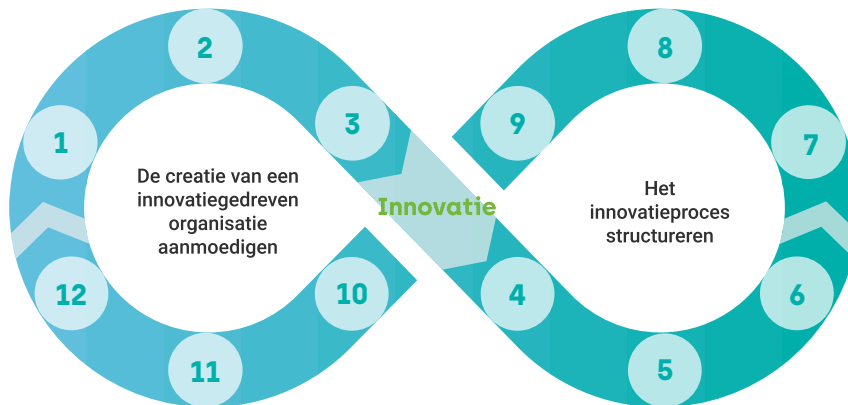 2
8
1
3
9
7
De creatie van een
innovatiegedreven
organisatie
aanmoedigen
Innovatie
Het
innovatieproces
structureren
12
10
4
6
11
5